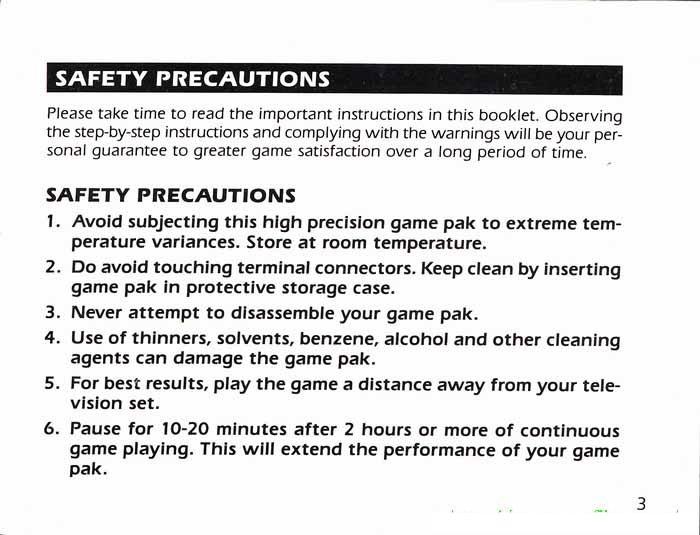 SAFETY PRECAUTIONS
Please take time to read the important instructions in this booklet. Observing
the step-by-step instructions and complying with the warnings will be your per-
sonal guarantee to greater game satisfaction over a long period of time.
SAFETY PRECAUTIONS
1. Avoid subjecting this high precision game pak to extreme tem-
perature variances. Store at room temperature.
2. Do avoid touching terminal connectors. Keep clean by inserting
game pak in protective storage case.
3. Never attempt to disassemble your game pak.
4. Use of thinners, solvents, benzene, alcohol and other cleaning
agents can damage the game pak.
5. For best results, play the game a distance away from your tele-
vision set.
6. Pause for 10-20 minutes after 2 hours or more of continuous
game playing. This will extend the performance of your game
pak.
3